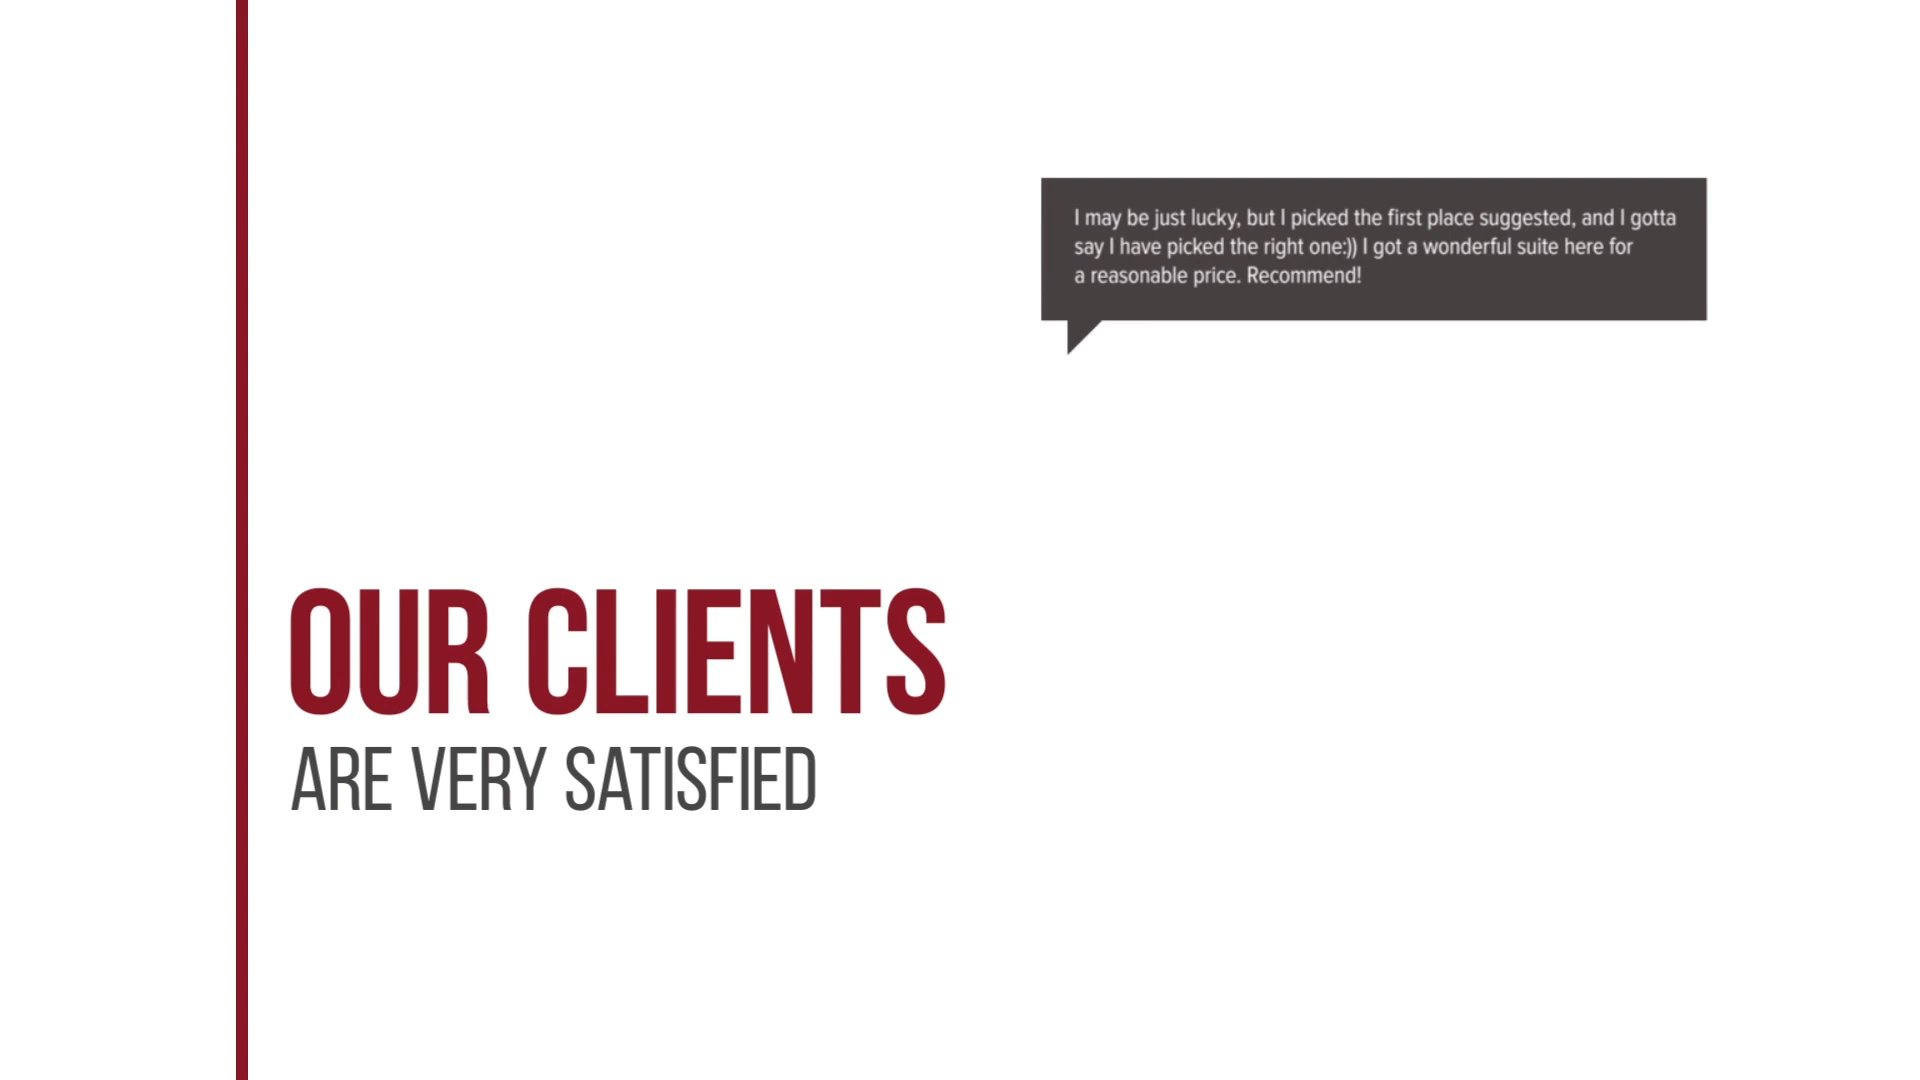 I may be just lucky, but I picked the first place suggested, and I gotta
say I have picked the right one:)) I got a wonderful suite here for
a reasonable price. Recommend!
OUR CLIENTS
ARE VERY SATISFIED